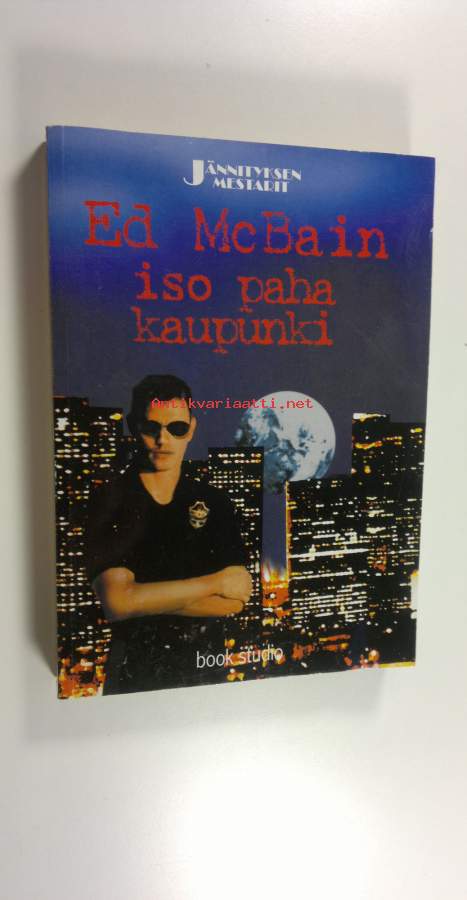 JÄNNITYKSEN
MESTARIT
Ed McBain
iso paha
kaupunki
Antikvariaatti.net
book studio